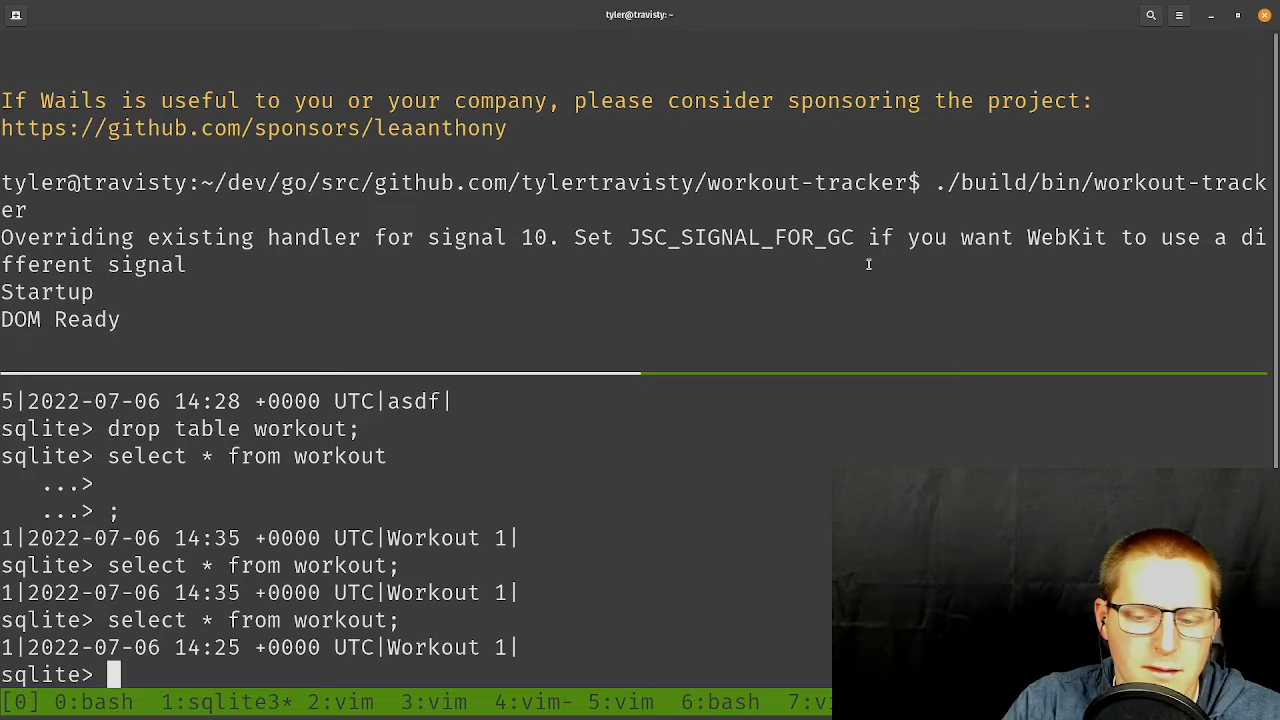 tyler@travisty: ~
If Wails is useful to you or your company, please consider sponsoring the project:
https://github.com/sponsors/leaanthony
tyler@travisty:~/dev/go/src/github.com/tylertravisty/workout-tracker$ ./build/bin/workout-track
er
Overriding existing handler for signal 10. Set JSC_SIGNAL_FOR_GC if you want WebKit to use a di
fferent signal
Startup
DOM Ready
5|2022-07-06 14:28 +0000 UTC|asdf|
sqlite> drop table workout;
sqlite> select * from workout
...>
...> ;
1|2022-07-06 14:35 +0000 UTC|Workout 1|
sqlite> select * from workout;
1|2022-07-06 14:35 +0000 UTC|Workout 1|
sqlite> select * from workout;
1|2022-07-06 14:25 +0000 UTC|Workout 1|
sqlite>
[0] 0:bash  1:sqlite3* 2:vim  3:vim  4:vim- 5:vim  6:bash  7:vi